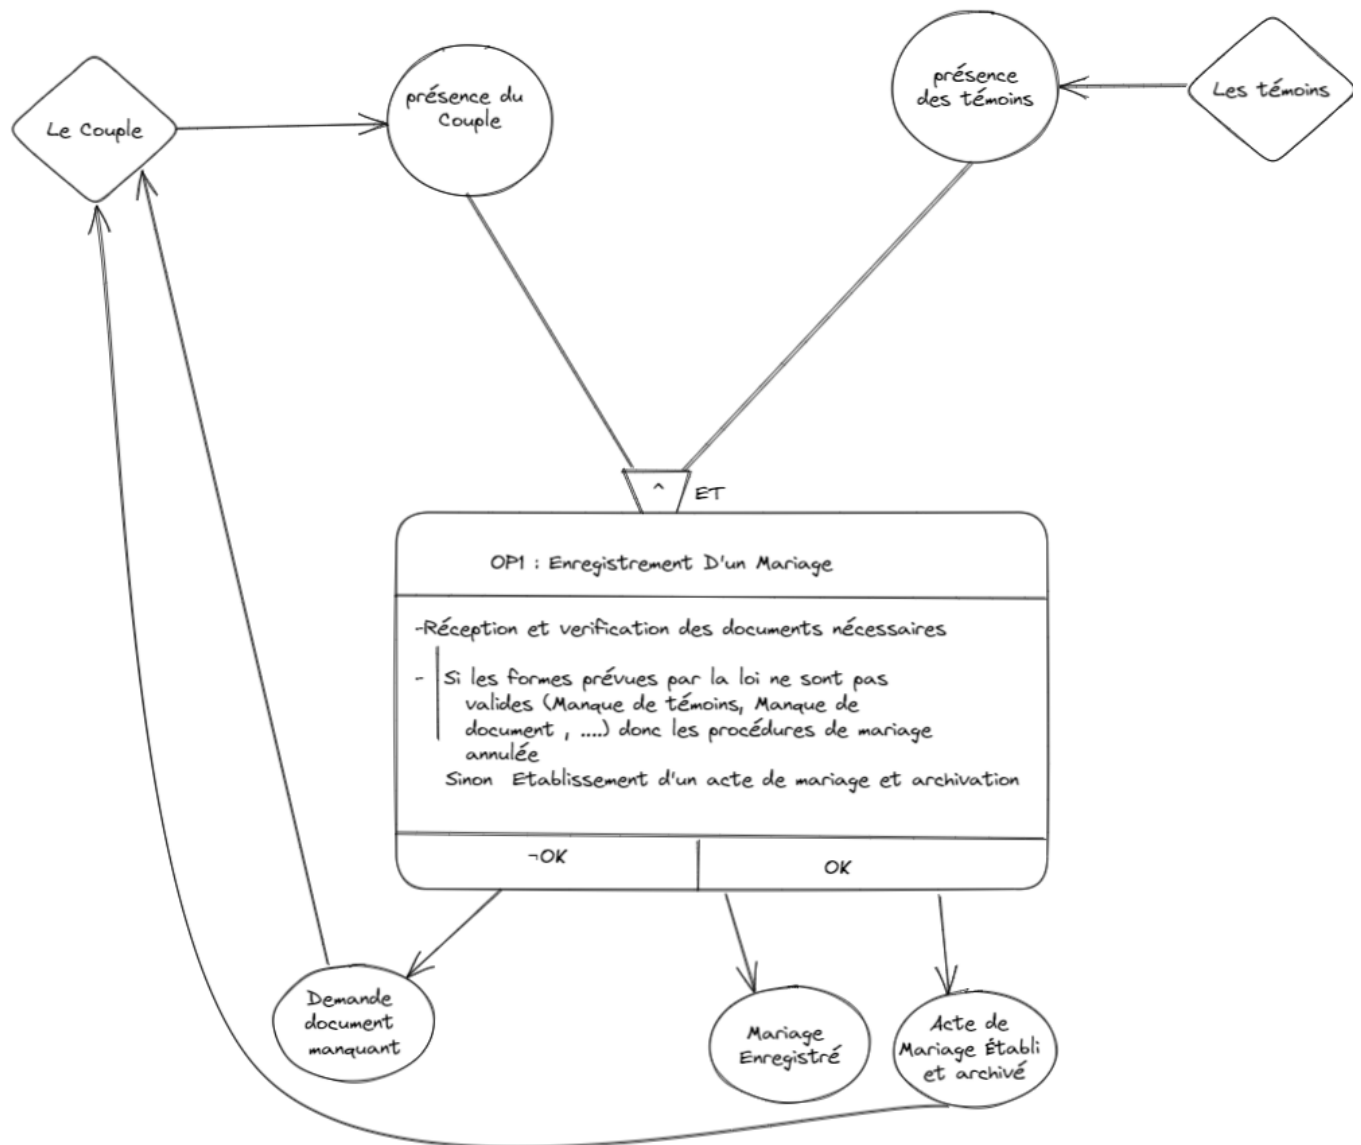 Le Couple
présence du
Couple
présence
des témoins
Les témoins
^
ET
OP1 : Enregistrement D'un Mariage
-Réception et verification des documents nécessaires
- Si les formes prévues par la loi ne sont pas
valides (Manque de témoins, Manque de
document , ....) donc les procédures de mariage
annulée
Sinon Etablissement d'un acte de mariage et archivation
¬OK
OK
Demande
document
manquant
Mariage
Enregistré
Acte de
Mariage Établi
et archivé